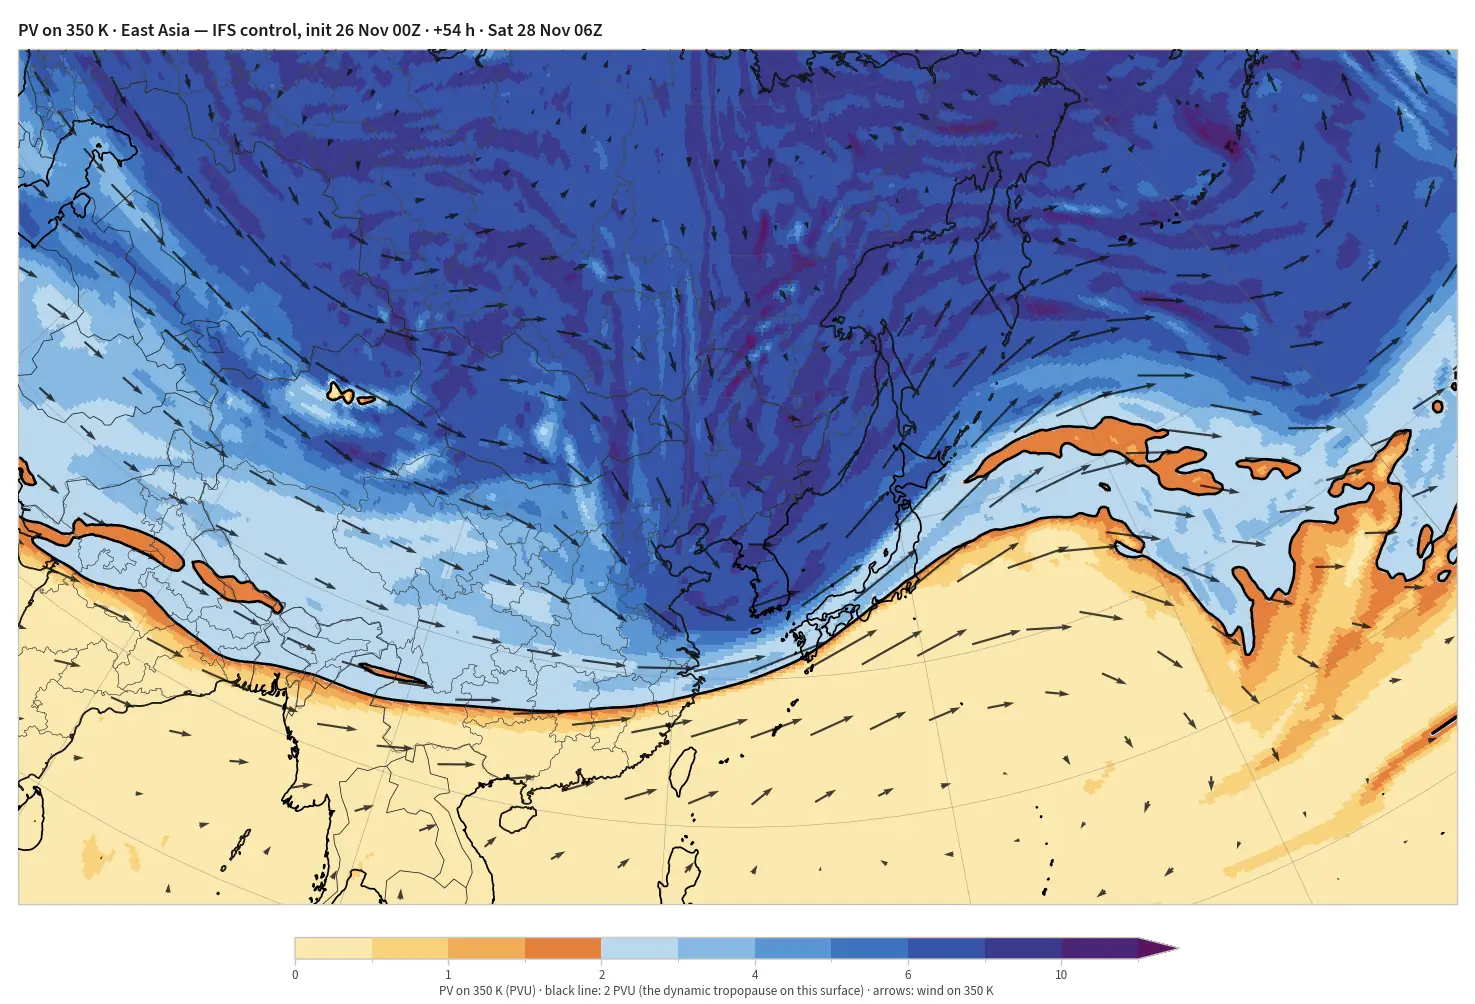 PV on 350 K · East Asia — IFS control, init 26 Nov 00Z · +54 h · Sat 28 Nov 06Z
0 1 2 4 6 10
PV on 350 K (PVU) · black line: 2 PVU (the dynamic tropopause on this surface) · arrows: wind on 350 K